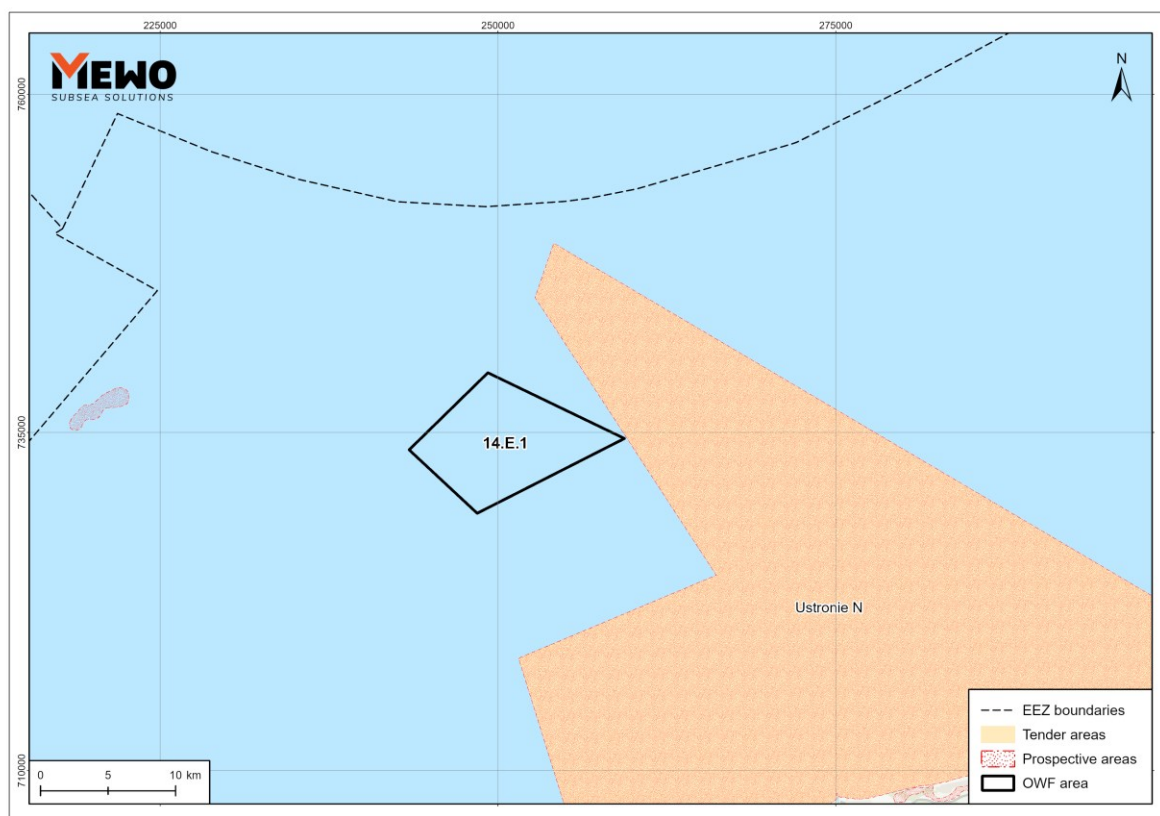 225000
250000
275000
MEWO
SUBSEA SOLUTIONS
N
760000
735000
710000
14.E.1
Ustronie N
EEZ boundaries
Tender areas
Prospective areas
OWF area
0 5 10 km